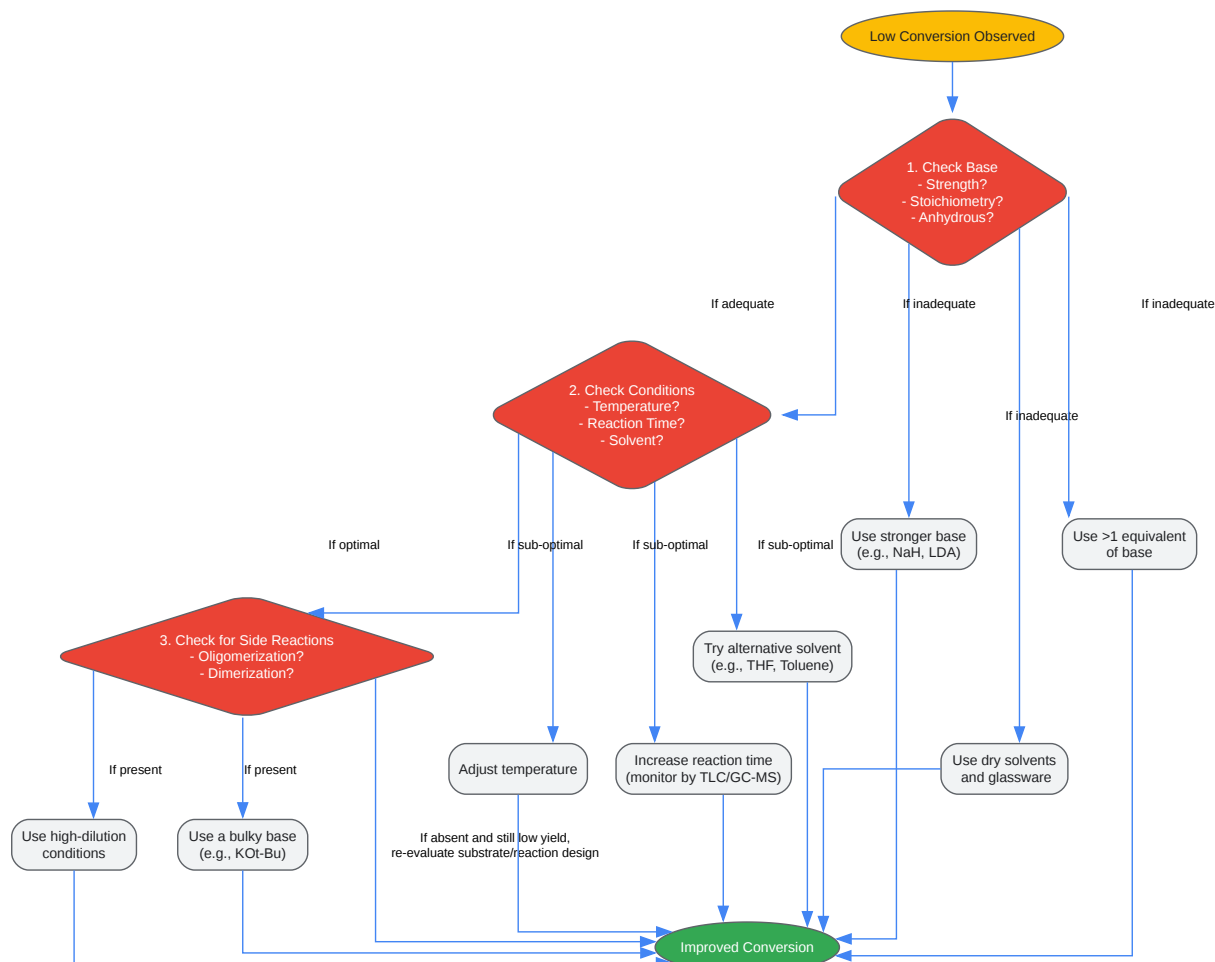 Low Conversion Observed
1. Check Base
- Strength?
- Stoichiometry?
- Anhydrous?
If adequate
If inadequate
If inadequate
2. Check Conditions
- Temperature?
- Reaction Time?
- Solvent?
If inadequate
If optimal
If sub-optimal
If sub-optimal
If sub-optimal
Use stronger base
(e.g., NaH, LDA)
Use >1 equivalent
of base
3. Check for Side Reactions
- Oligomerization?
- Dimerization?
Try alternative solvent
(e.g., THF, Toluene)
If present
If present
Adjust temperature
Increase reaction time
(monitor by TLC/GC-MS)
Use dry solvents
and glassware
Use high-dilution
conditions
Use a bulky base
(e.g., KOt-Bu)
If absent and still low yield,
re-evaluate substrate/reaction design
Improved Conversion